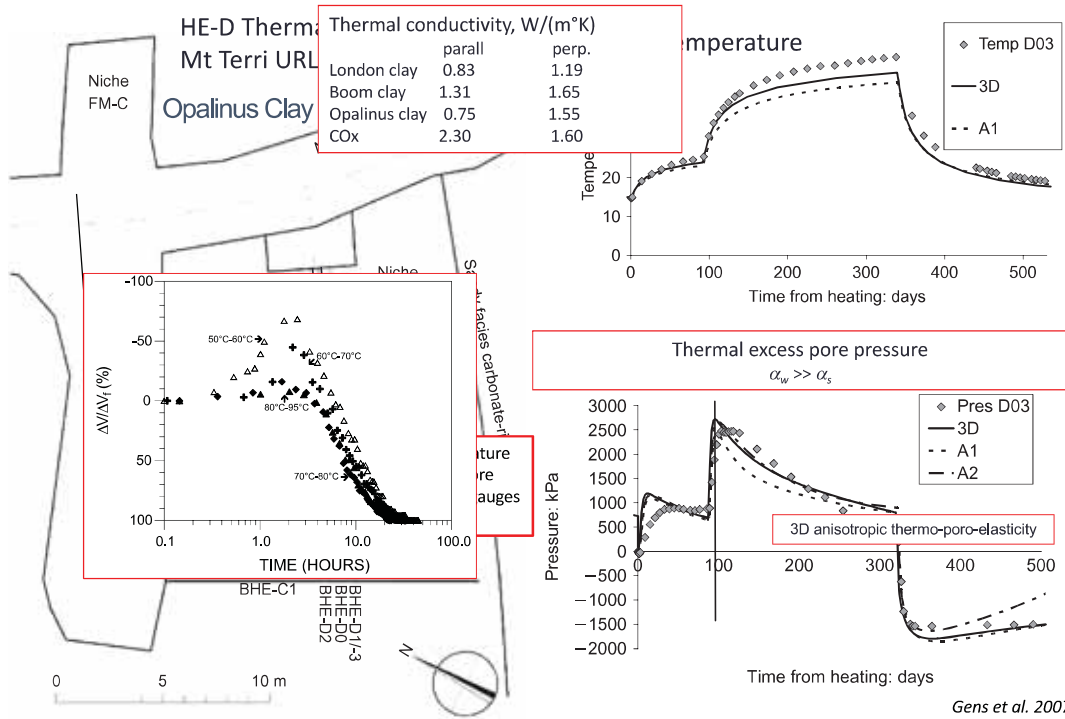 HE-D Therma
Mt Terri URL
Opalinus Clay
Niche
FM-C
Thermal conductivity, W/(m°K)
parall perp.
London clay 0.83 1.19
Boom clay 1.31 1.65
Opalinus clay 0.75 1.55
COx 2.30 1.60
emperature
Temp D03
3D
A1
Tempe
20
10
0
0 100 200 300 400 500
Time from heating: days
Niche
Sa
dy facies carbonate-ri
-100
-50
0
50
100
ΔV/ΔVf (%)
50°C-60°C
60°C-70°C
80°C-95°C
70°C-80°C
0.1 1.0 10.0 100.0
TIME (HOURS)
ature
re
auges
BHE-C1
BHE-D2
BHE-D0
BHE-D1/-3
N
0 5 10 m
Thermal excess pore pressure
αw >> αs
Pres D03
3D
A1
A2
3000
2500
2000
1500
1000
500
0
−500
−1000
−1500
−2000
Pressure: kPa
3D anisotropic thermo-poro-elasticity
0 100 200 300 400 500
Time from heating: days
Gens et al. 2007